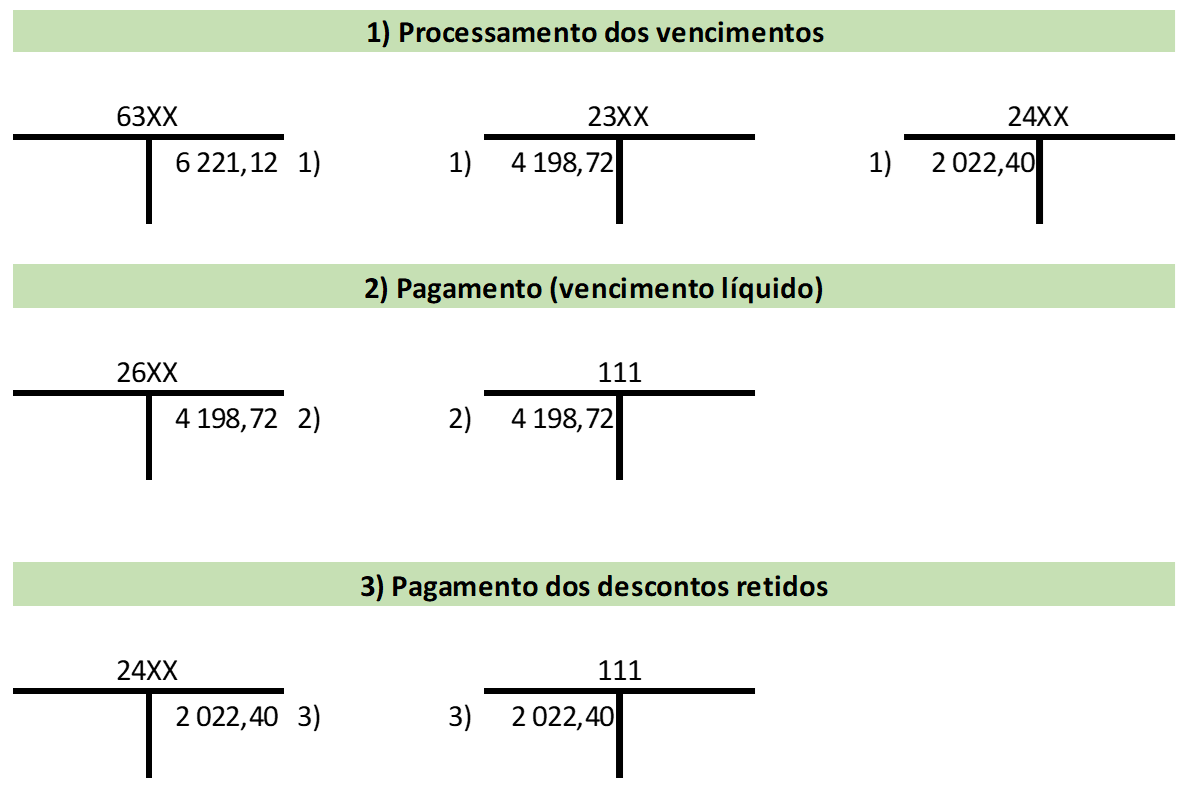 1) Processamento dos vencimentos
63XX 23XX 24XX
6 221,12 1) 1) 4 198,72 1) 2 022,40
2) Pagamento (vencimento líquido)
26XX 111
4 198,72 2) 2) 4 198,72
3) Pagamento dos descontos retidos
24XX 111
2 022,40 3) 3) 2 022,40